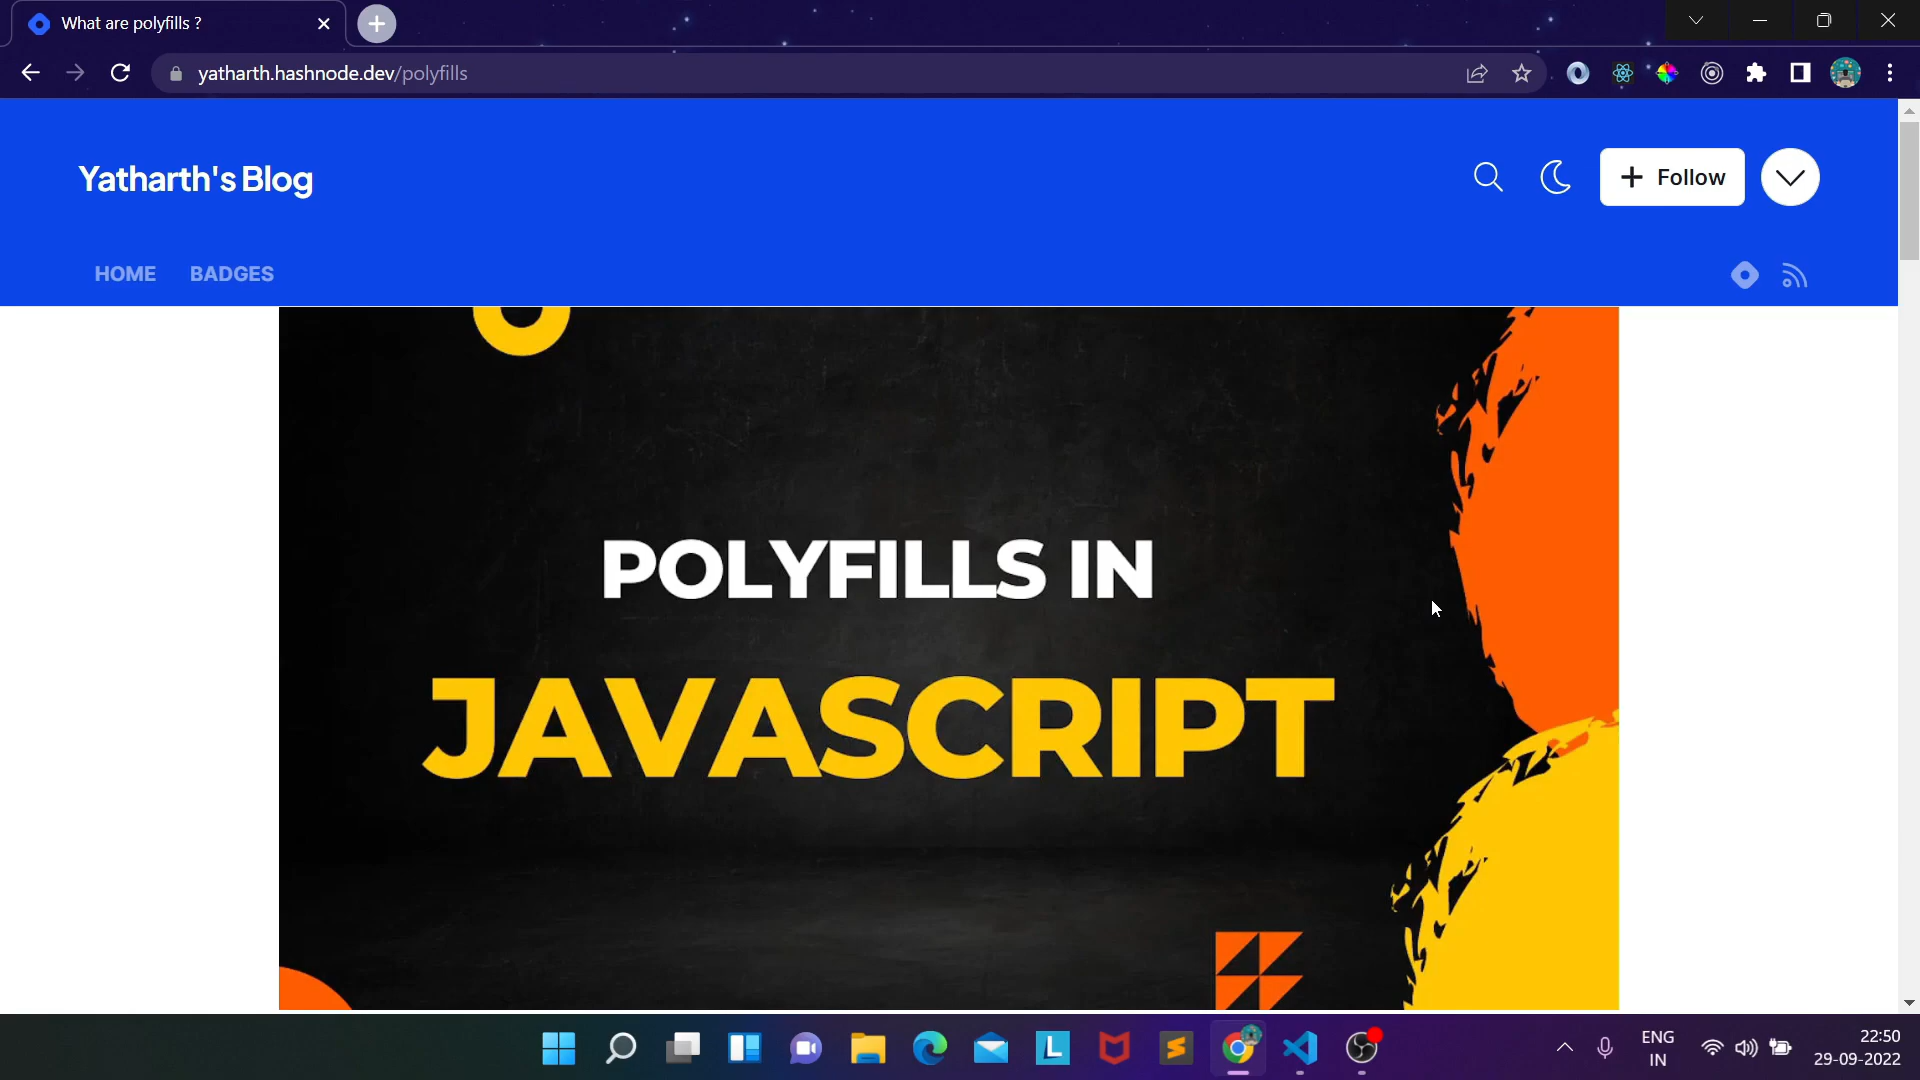 What are polyfills ?
yatharth.hashnode.dev/polyfills
Yatharth's Blog
Follow
HOME
BADGES
POLYFILLS IN
JAVASCRIPT
L
ENG
IN
22:50
29-09-2022